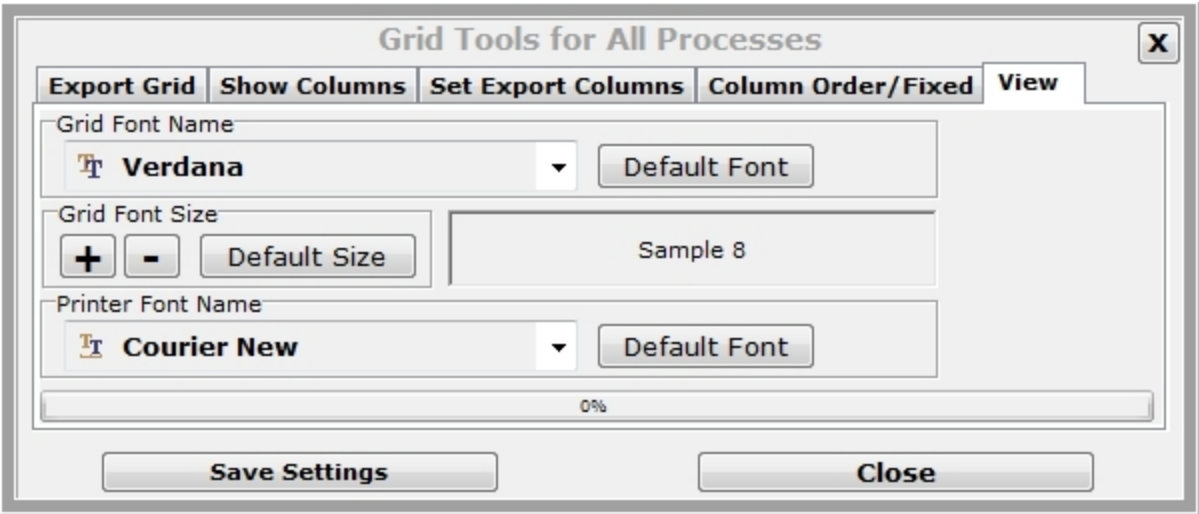 Grid Tools for All Processes
X
Export Grid Show Columns Set Export Columns Column Order/Fixed View
Grid Font Name
Verdana Default Font
Grid Font Size
+ - Default Size Sample 8
Printer Font Name
Courier New Default Font
0%
Save Settings Close